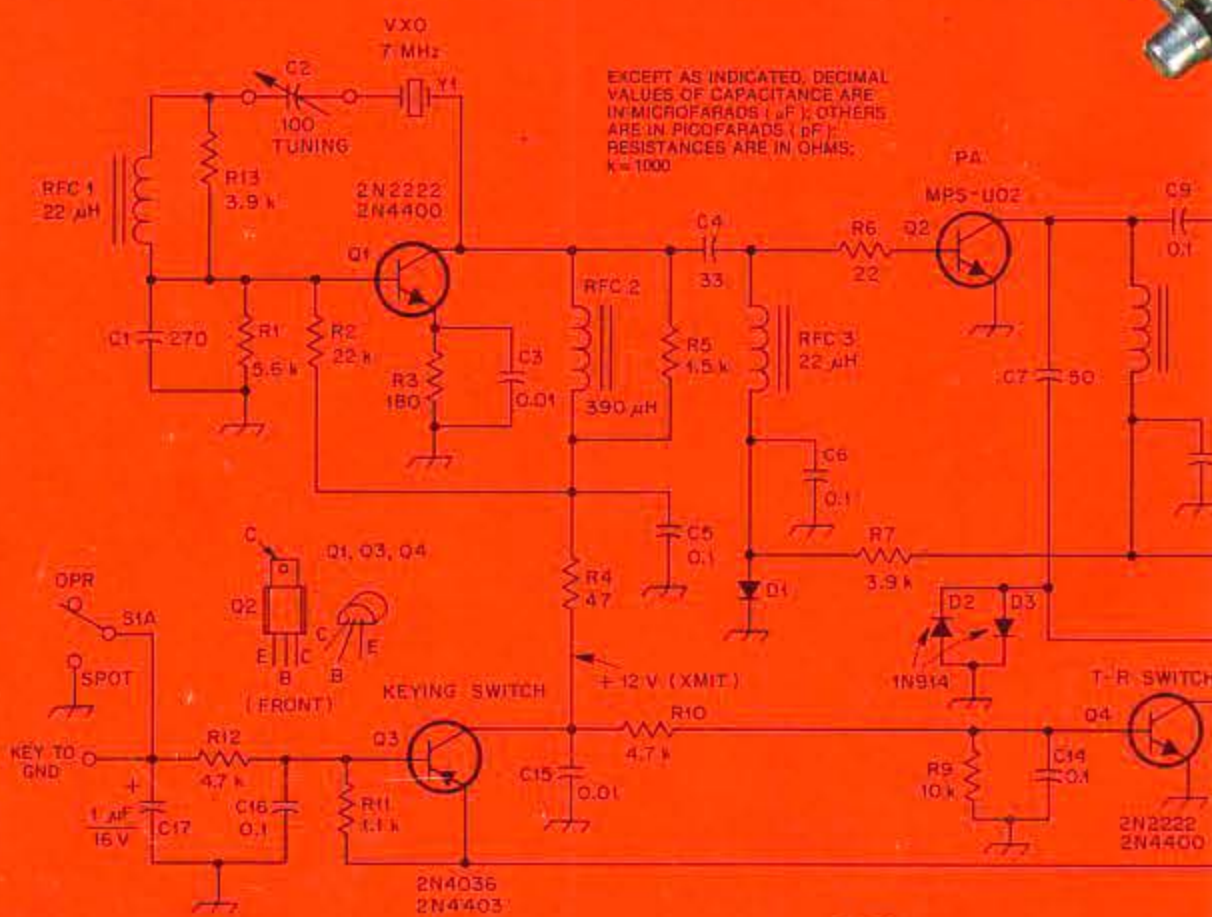 VXO
7 MHz
C2
Y1
100
TUNING
EXCEPT AS INDICATED, DECIMAL
VALUES OF CAPACITANCE ARE
IN MICROFARADS ( µF ); OTHERS
ARE IN PICOFARADS ( pF );
RESISTANCES ARE IN OHMS;
k = 1000
RFC 1
22 µH
R13
3.9 k
2N2222
2N4400
Q1
PA
MPS-U02
Q2
C4
33
R6
22
C9
0.1
C1
270
R1
5.6 k
R2
22 k
R3
180
C3
0.01
RFC 2
390 µH
R5
1.5 k
RFC 3
22 µH
C7
50
C6
0.1
C5
0.1
R4
47
R7
3.9 k
D1
D2
D3
1N914
OPR
S1A
SPOT
C
Q1, Q3, Q4
Q2
E
B
C
(FRONT)
C
B
E
+ 12 V (XMIT)
KEYING SWITCH
Q3
R10
4.7 k
T-R SWITCH
Q4
KEY TO
GND
R12
4.7 k
+
1 µF
16 V
C17
C16
0.1
R11
1.1 k
C15
0.01
R9
10 k
C14
0.1
2N2222
2N4400
2N4036
2N4403